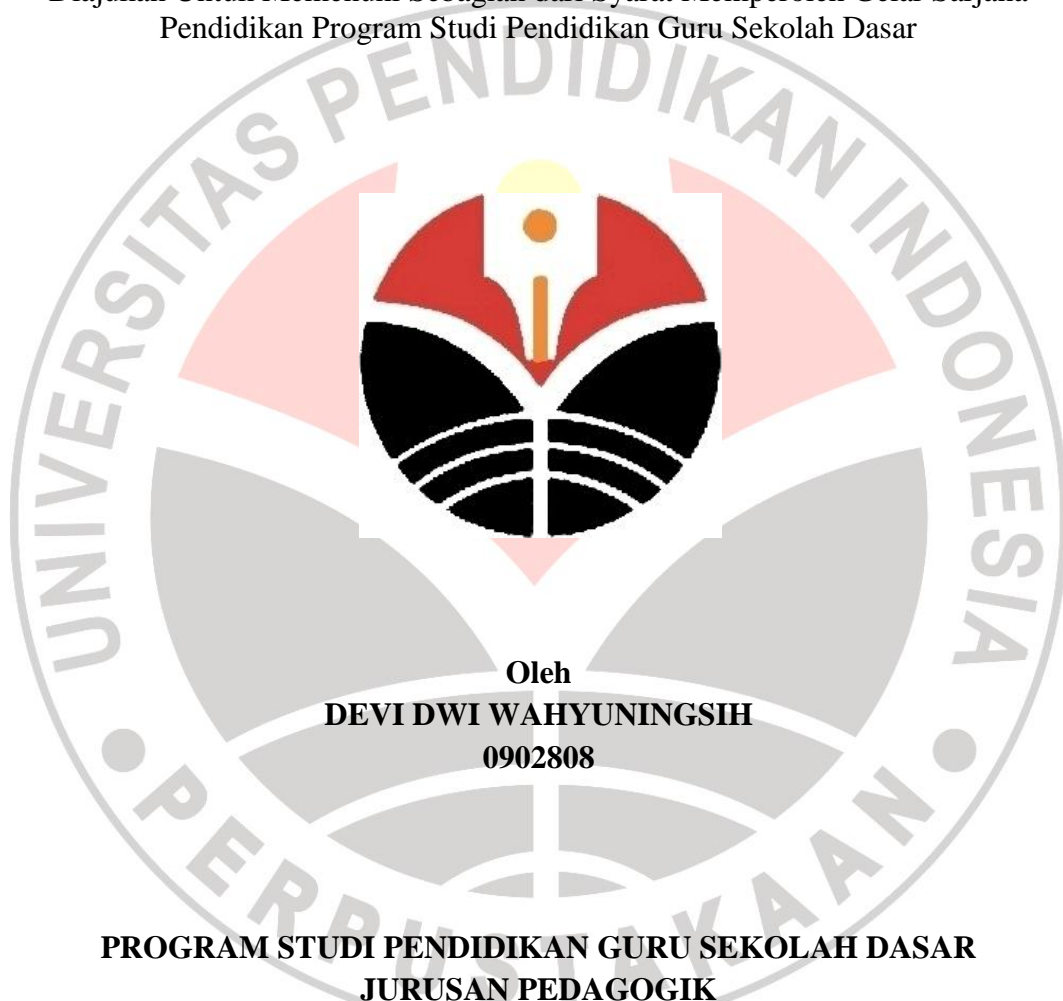 Diajukan Untuk Memenuhi Sebagian dari Syarat Memperoleh Gelar Sarjana
Pendidikan Program Studi Pendidikan Guru Sekolah Dasar
UNIVERSITAS PENDIDIKAN INDONESIA
Oleh
DEVI DWI WAHYUNINGSIH
0902808
PERPUSTAKAAN
PROGRAM STUDI PENDIDIKAN GURU SEKOLAH DASAR
JURUSAN PEDAGOGIK